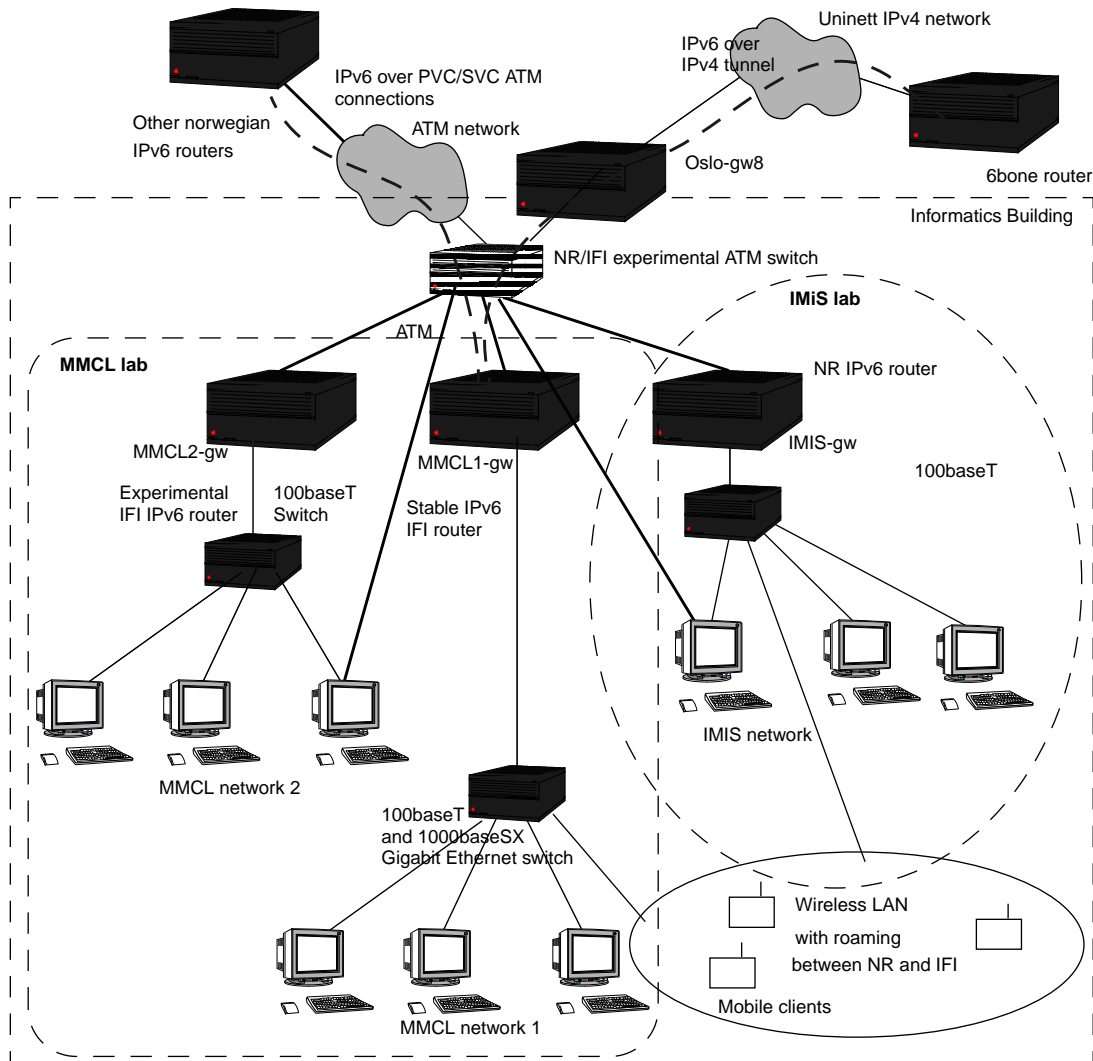 Uninett IPv4 network
IPv6 over
IPv4 tunnel
IPv6 over PVC/SVC ATM
connections
Other norwegian
IPv6 routers
ATM network
Oslo-gw8
6bone router
Informatics Building
NR/IFI experimental ATM switch
IMiS lab
ATM
MMCL lab
NR IPv6 router
MMCL2-gw
MMCL1-gw
IMIS-gw
100baseT
Experimental
IFI IPv6 router
100baseT
Switch
Stable IPv6
IFI router
IMIS network
MMCL network 2
100baseT
and 1000baseSX
Gigabit Ethernet switch
Wireless LAN
with roaming
between NR and IFI
Mobile clients
MMCL network 1